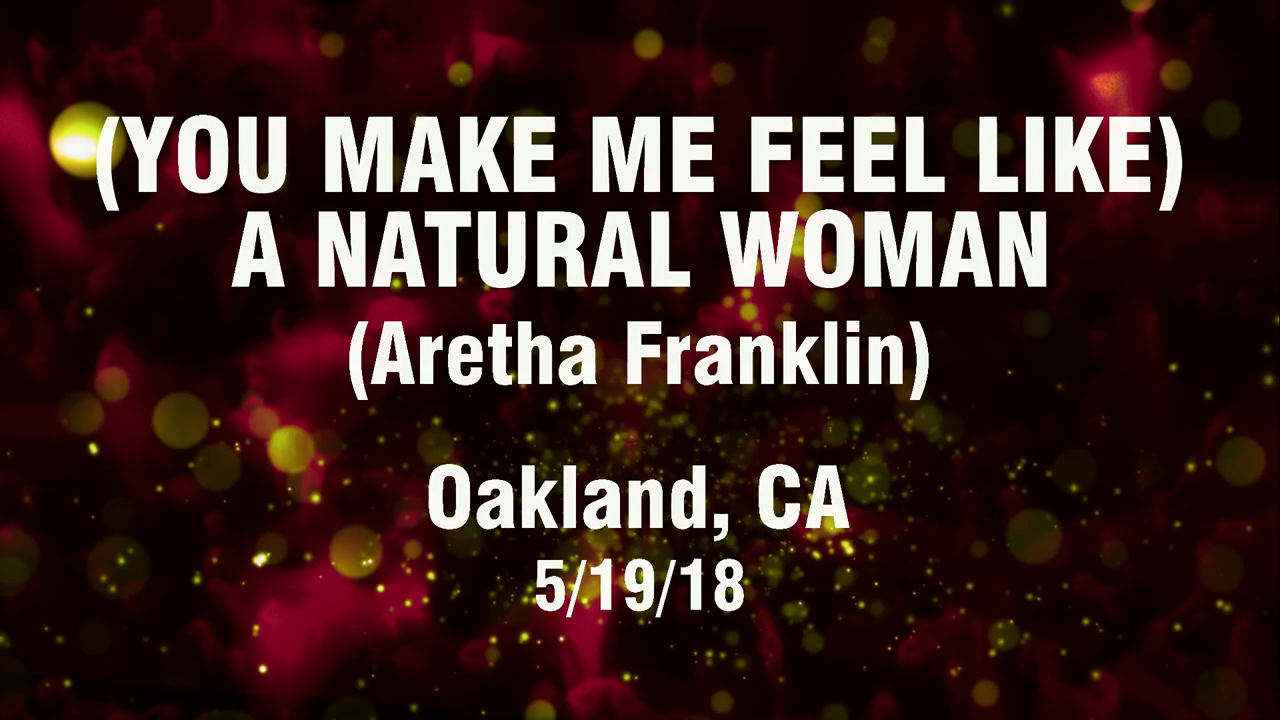 (YOU MAKE ME FEEL LIKE)
A NATURAL WOMAN
(Aretha Franklin)
Oakland, CA
5/19/18